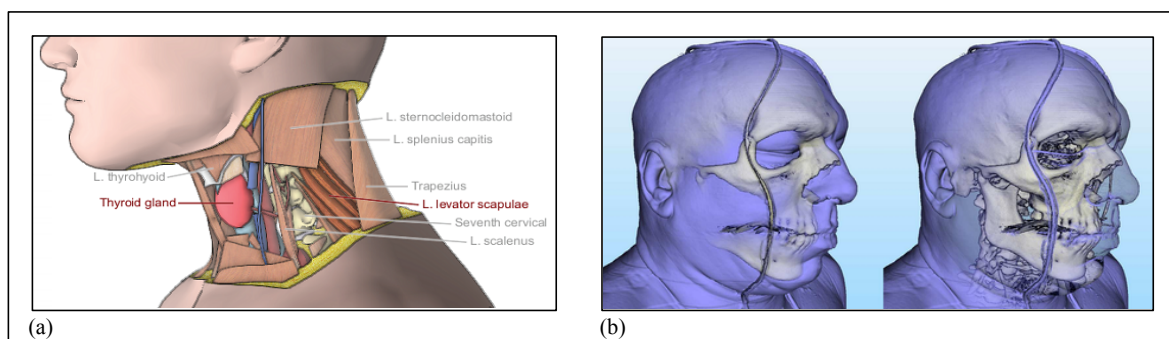 L. sternocleidomastoid
L. splenius capitis
L. thyrohyoid
Trapezius
Thyroid gland
L. levator scapulae
Seventh cervical
L. scalenus
(a)
(b)